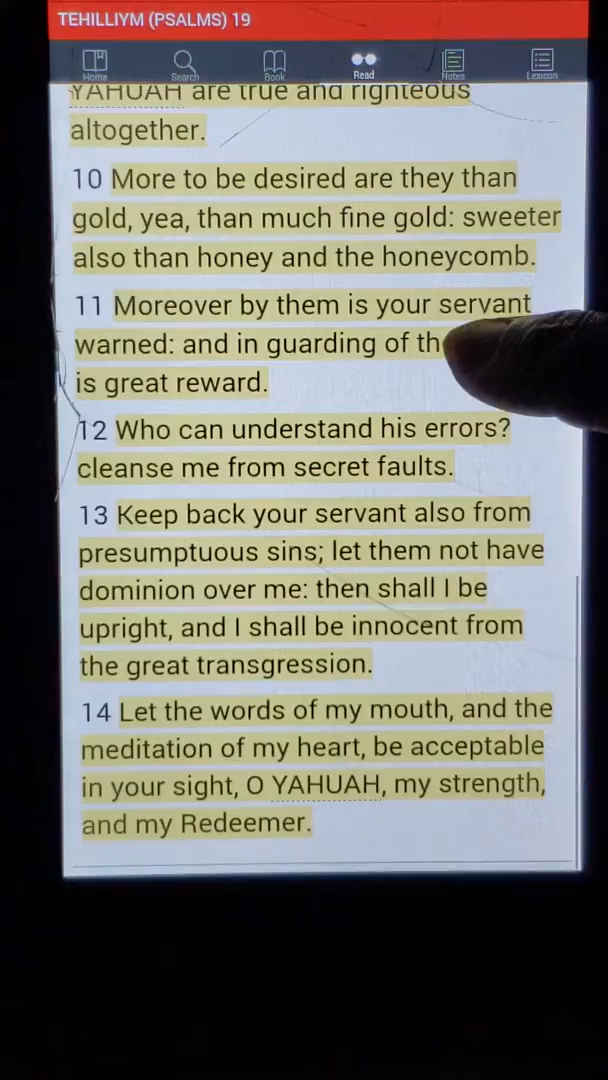 TEHILLIYM (PSALMS) 19
Home Search Book Read Notes Lexicon
YAHUAH are true and righteous
altogether.
10 More to be desired are they than
gold, yea, than much fine gold: sweeter
also than honey and the honeycomb.
11 Moreover by them is your servant
warned: and in guarding of
is great reward.
12 Who can understand his errors?
cleanse me from secret faults.
13 Keep back your servant also from
presumptuous sins; let them not have
dominion over me: then shall I be
upright, and I shall be innocent from
the great transgression.
14 Let the words of my mouth, and the
meditation of my heart, be acceptable
in your sight, O YAHUAH, my strength,
and my Redeemer.